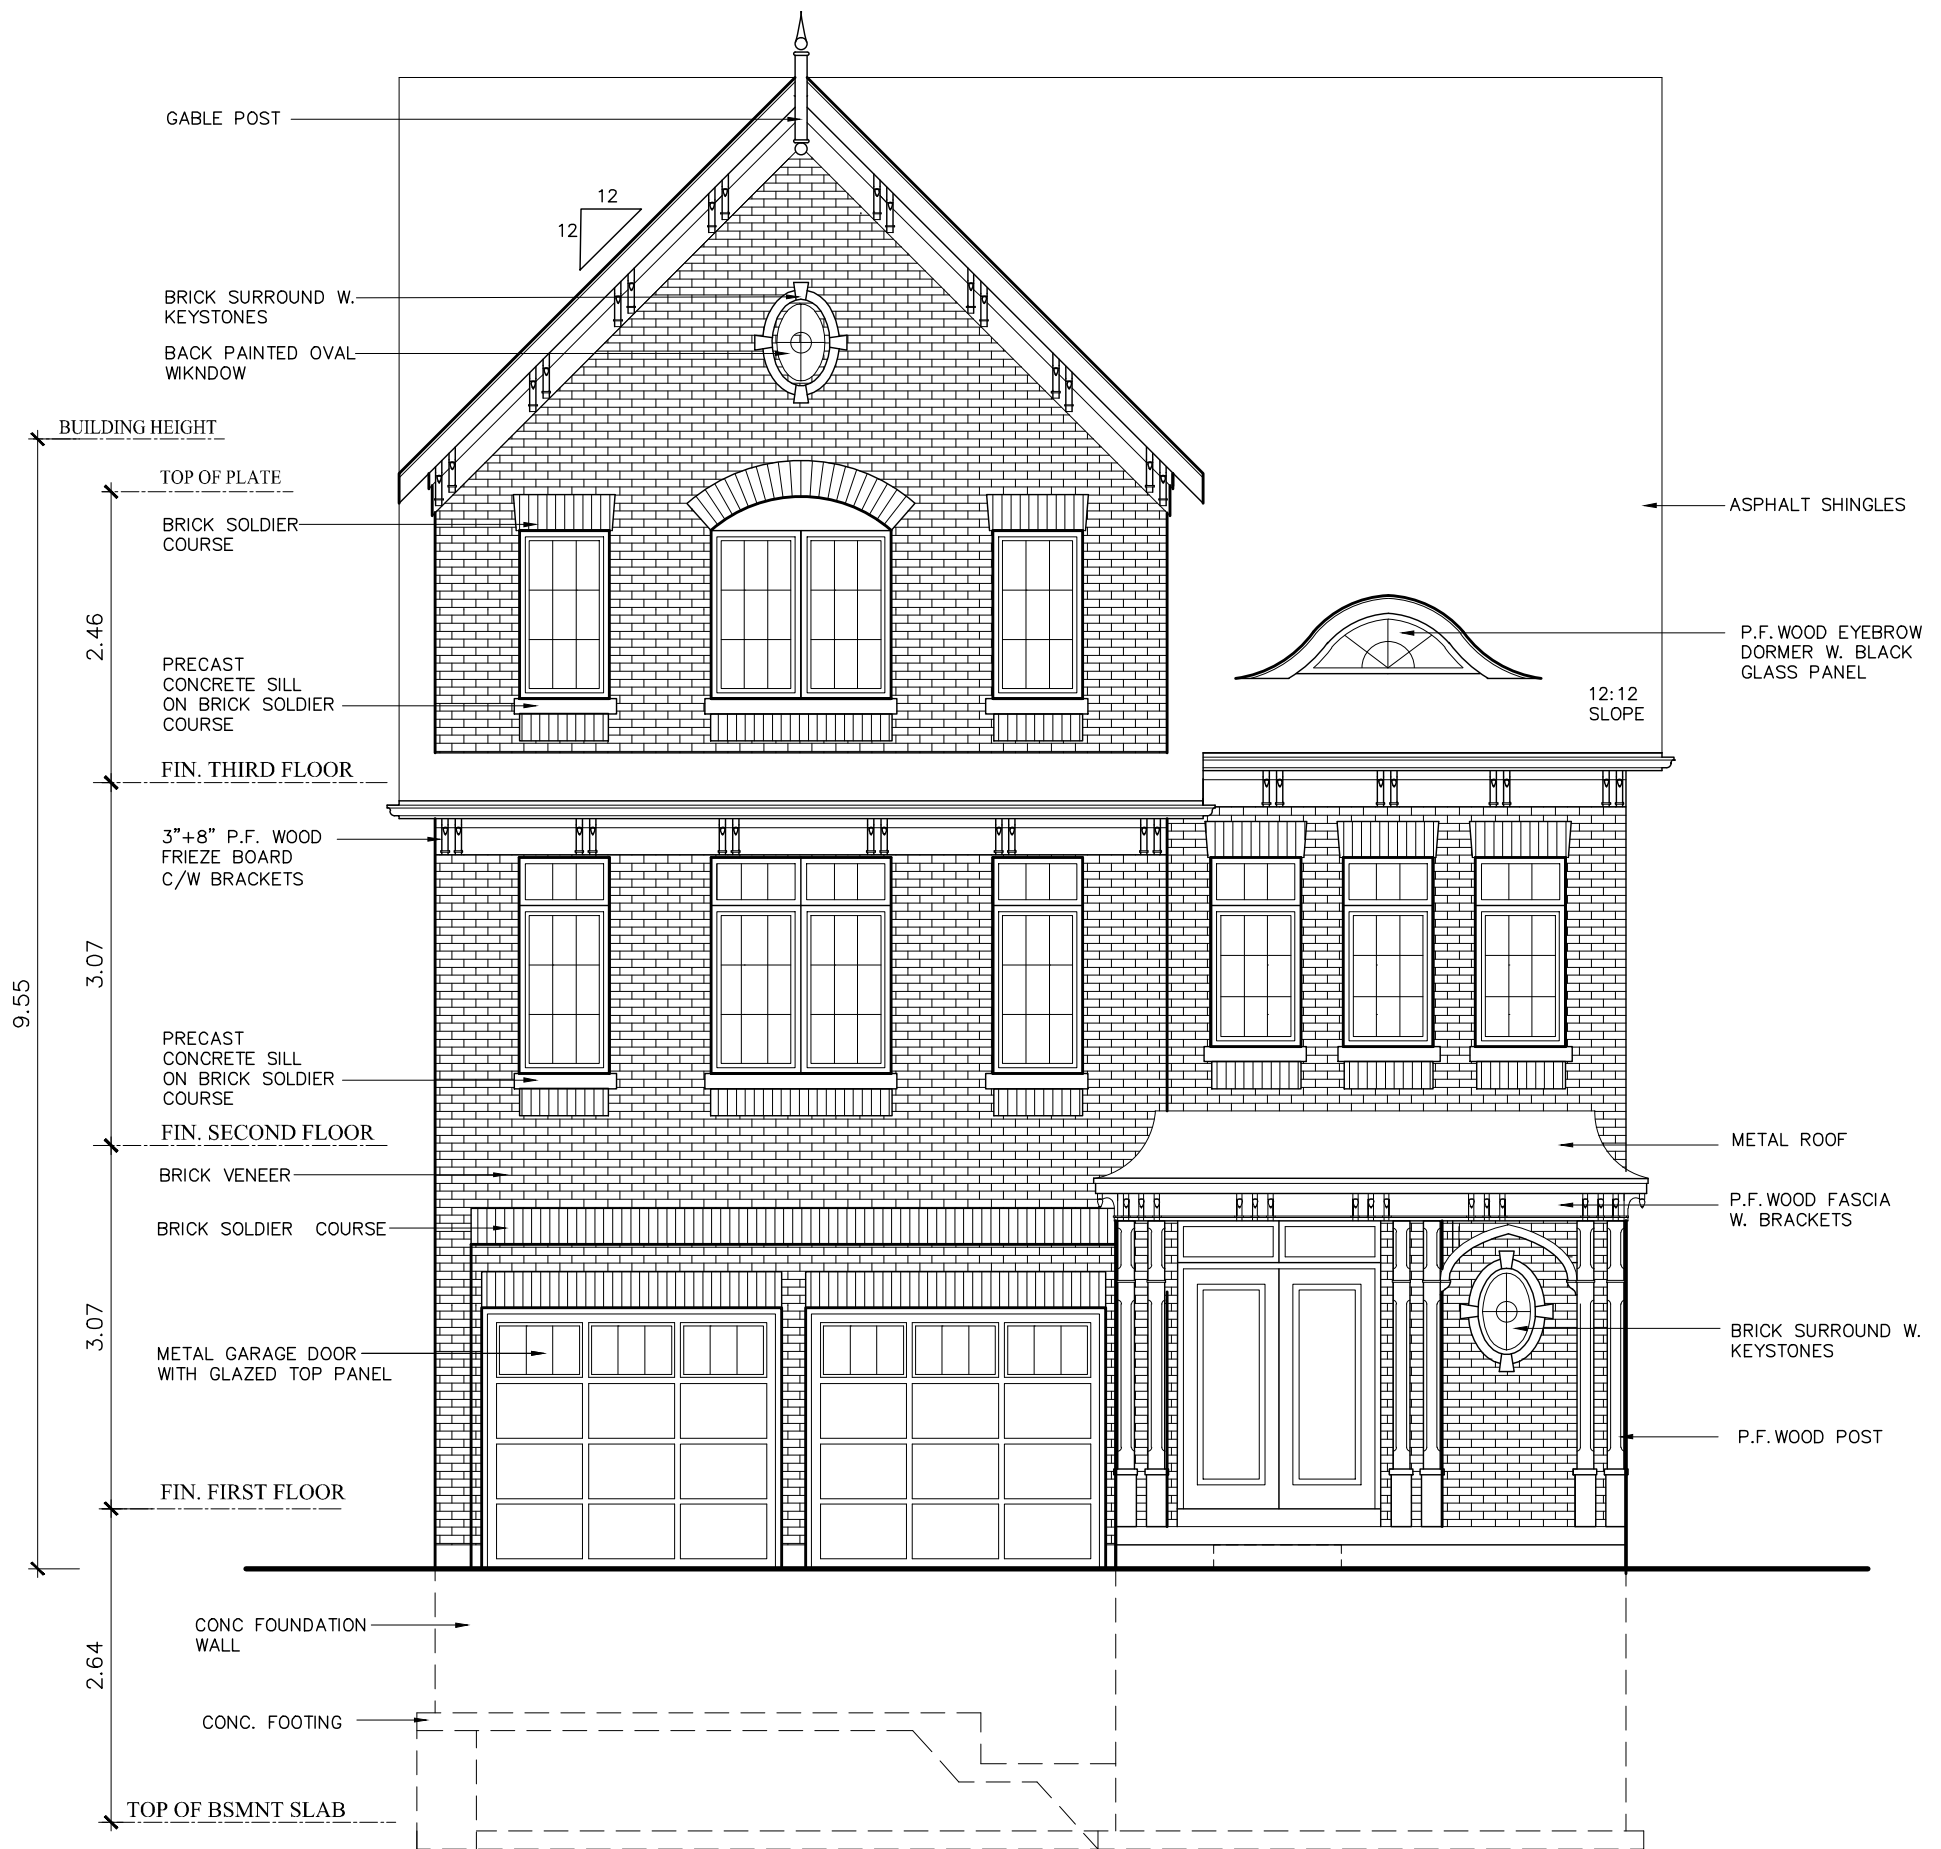 GABLE POST
12
12
BRICK SURROUND W.
KEYSTONES
BACK PAINTED OVAL
WIKNDOW
BUILDING HEIGHT
TOP OF PLATE
BRICK SOLDIER
COURSE
ASPHALT SHINGLES
2.46
P.F.WOOD EYEBROW
DORMER W. BLACK
GLASS PANEL
PRECAST
CONCRETE SILL
ON BRICK SOLDIER
COURSE
12:12
SLOPE
FIN. THIRD FLOOR
3"+8" P.F. WOOD
FRIEZE BOARD
C/W BRACKETS
3.07
9.55
PRECAST
CONCRETE SILL
ON BRICK SOLDIER
COURSE
FIN. SECOND FLOOR
METAL ROOF
BRICK VENEER
P.F.WOOD FASCIA
W. BRACKETS
BRICK SOLDIER COURSE
3.07
BRICK SURROUND W.
KEYSTONES
METAL GARAGE DOOR
WITH GLAZED TOP PANEL
P.F.WOOD POST
FIN. FIRST FLOOR
CONC FOUNDATION
WALL
2.64
CONC. FOOTING
TOP OF BSMNT SLAB